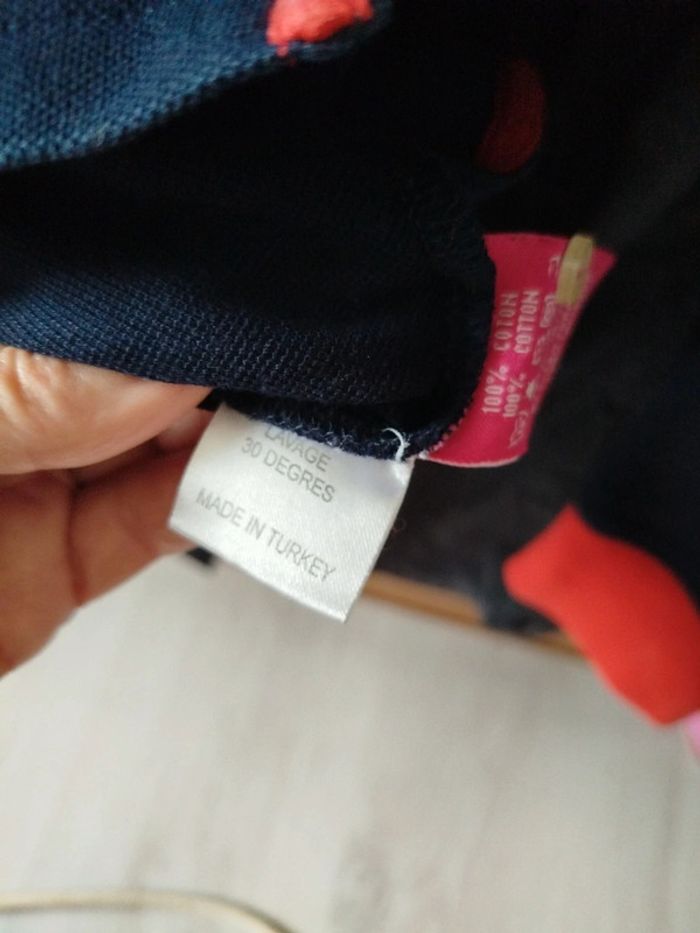 LAVAGE
30 DEGRES
MADE IN TURKEY
100% COTON
100% COTTON